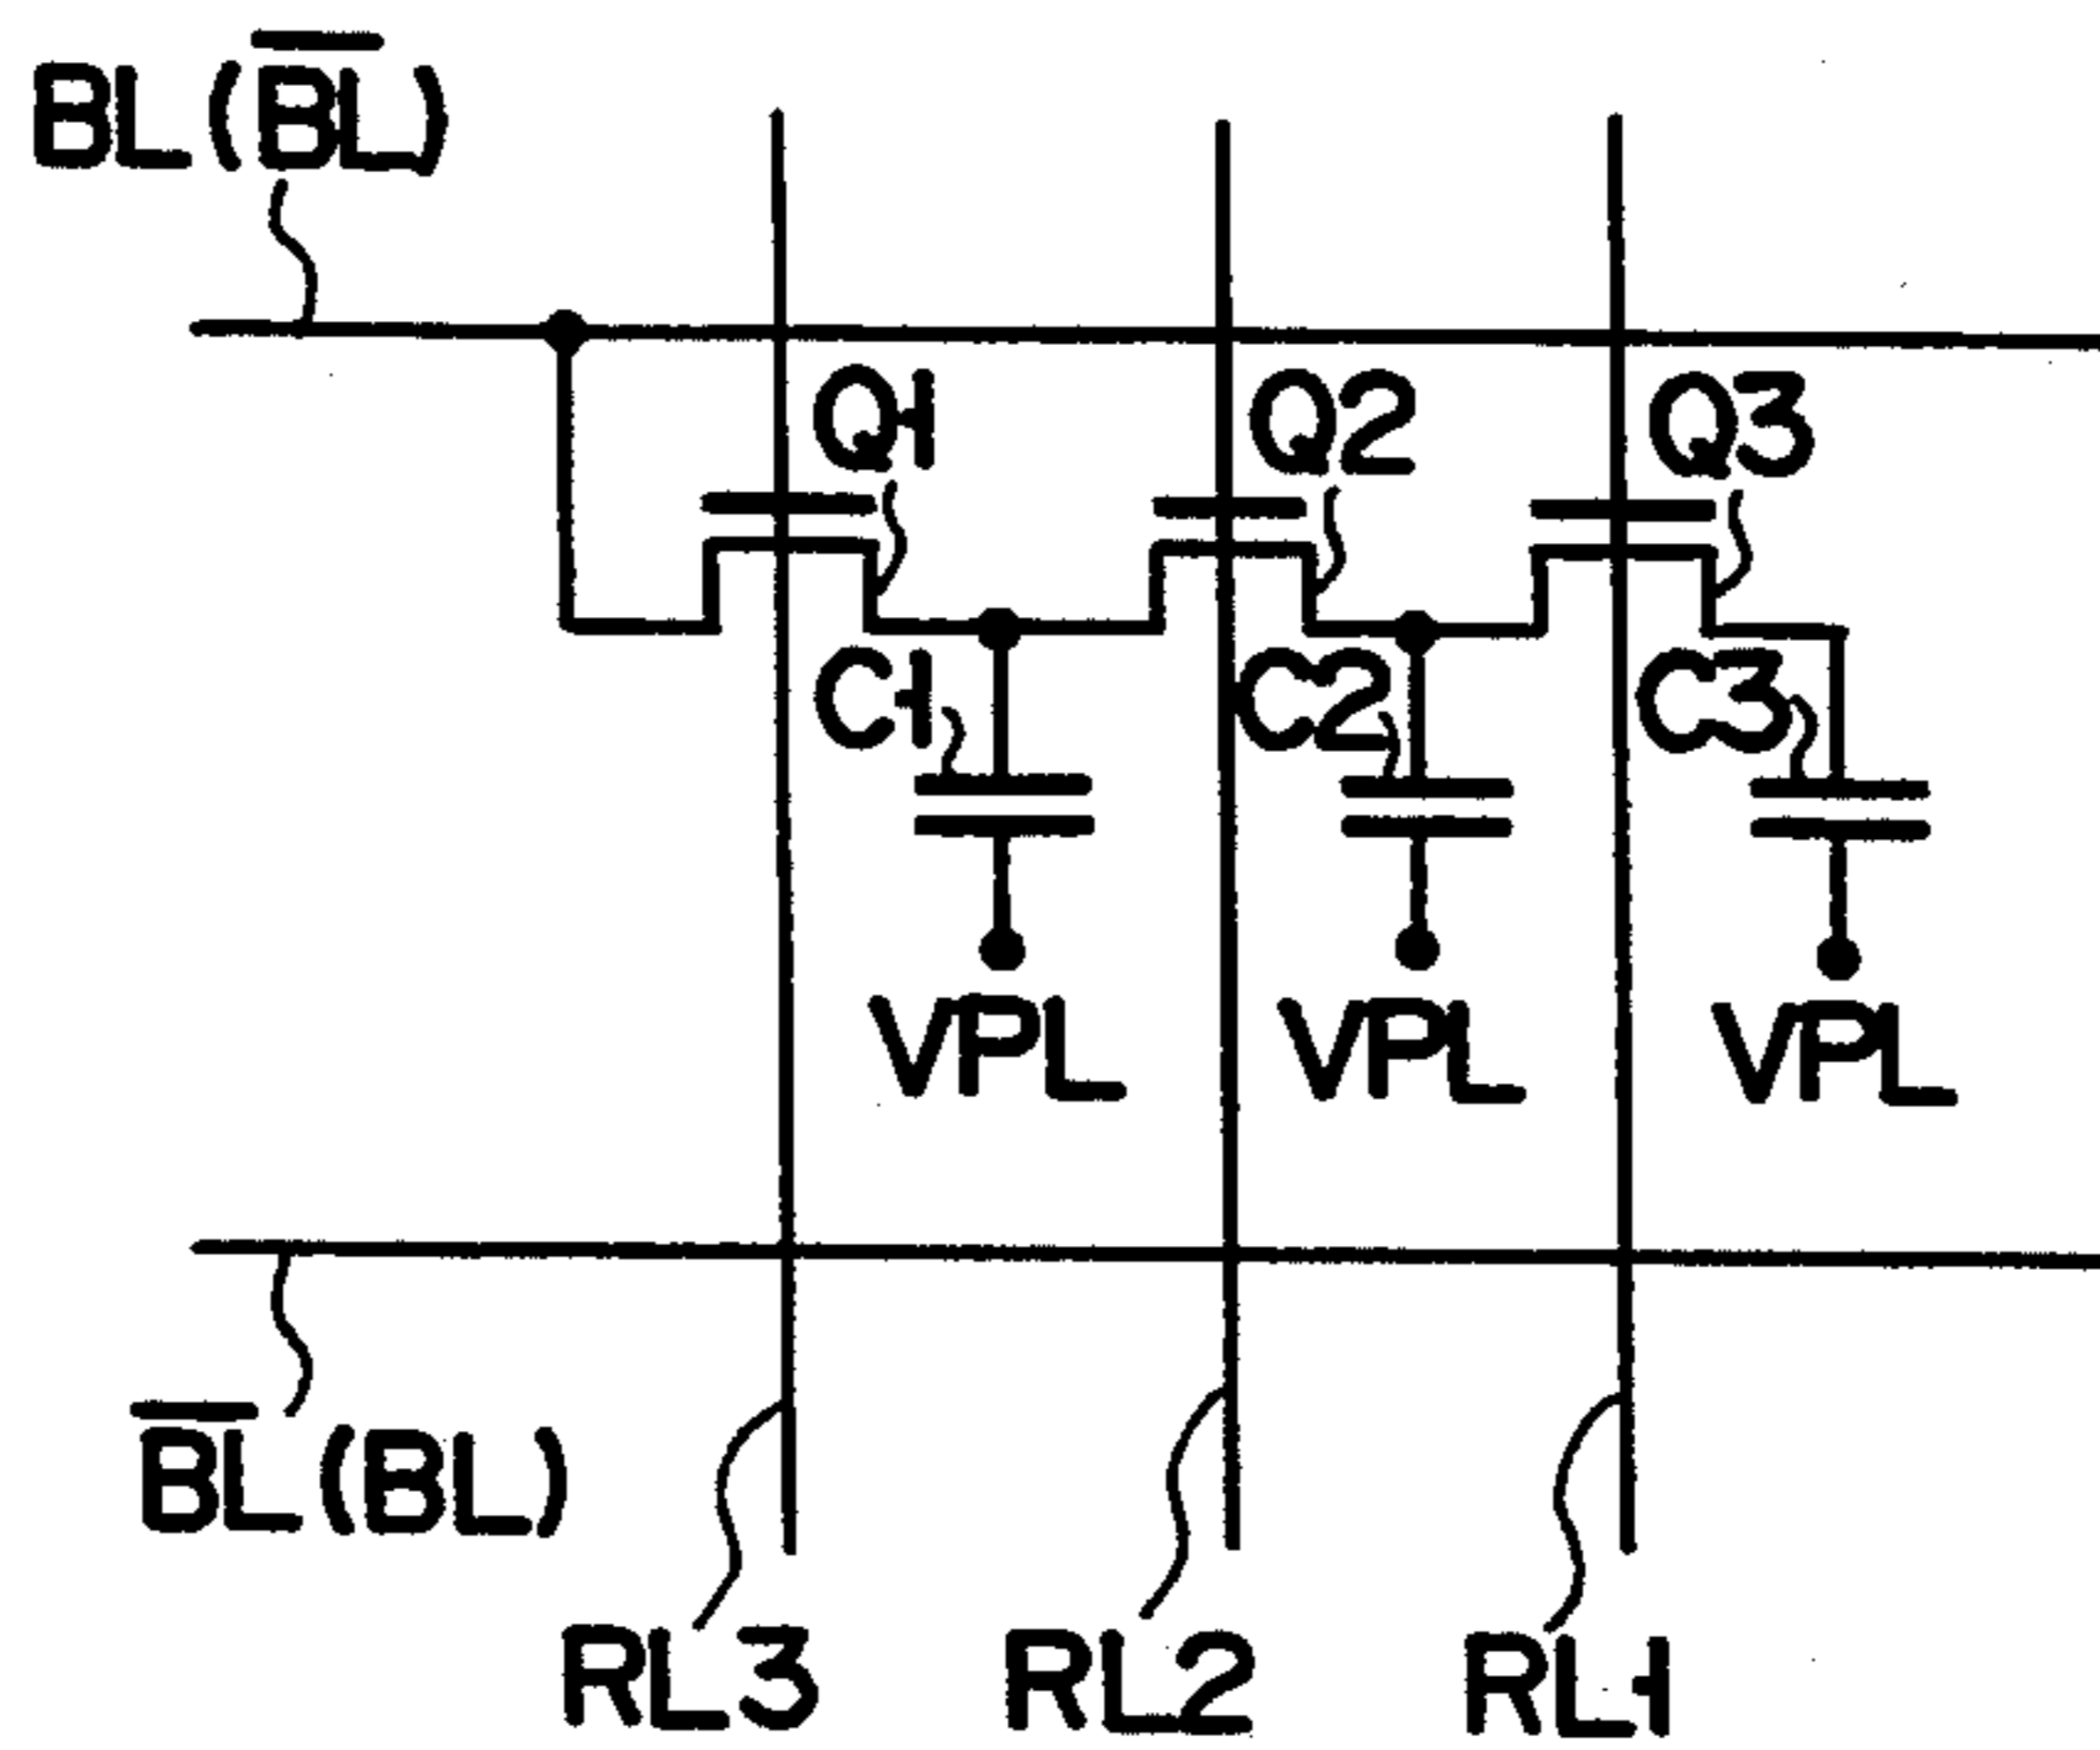 BL(B̅L̅)
Q1 Q2 Q3
C1 C2 C3
VPL VPL VPL
B̅L̅(BL)
RL3 RL2 RL1